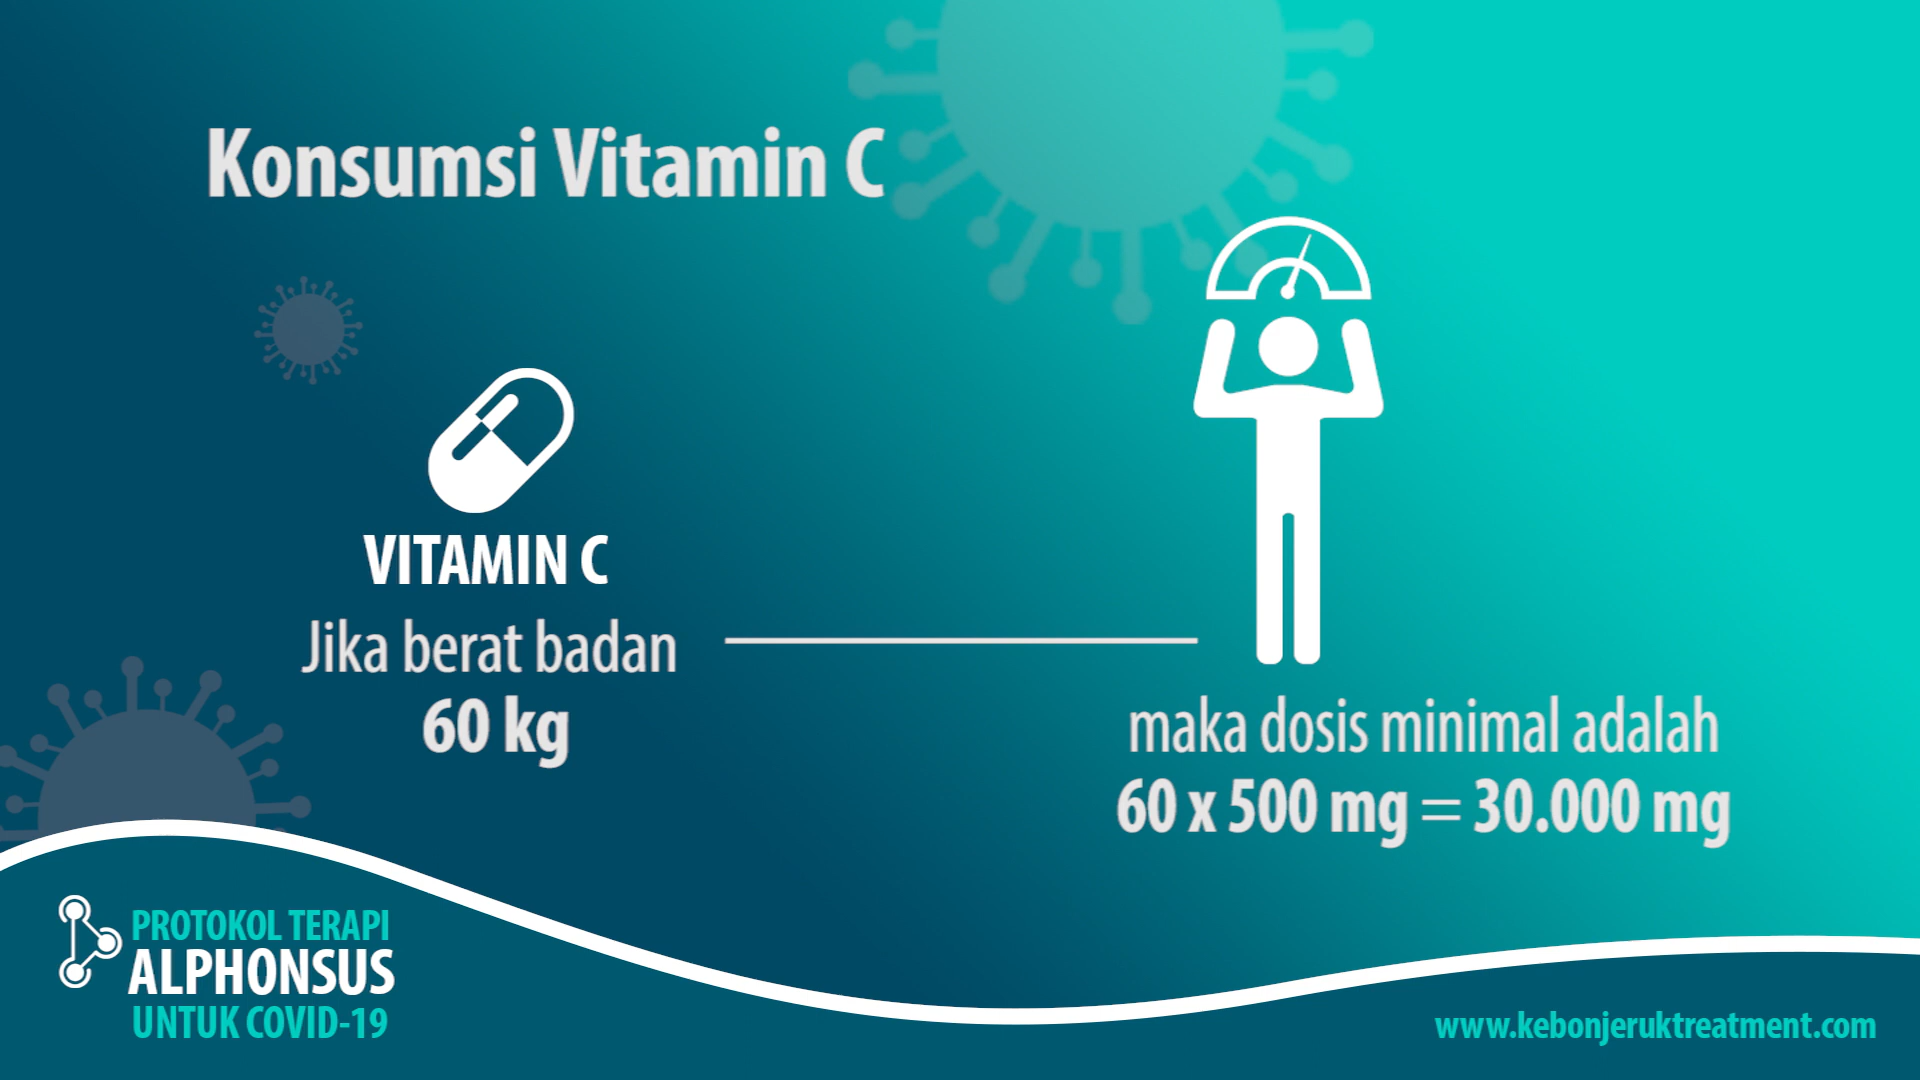 Konsumsi Vitamin C
VITAMIN C
Jika berat badan
60 kg
maka dosis minimal adalah
60 x 500 mg = 30.000 mg
PROTOKOL TERAPI
ALPHONSUS
UNTUK COVID-19
www.kebonjeruktreatment.com